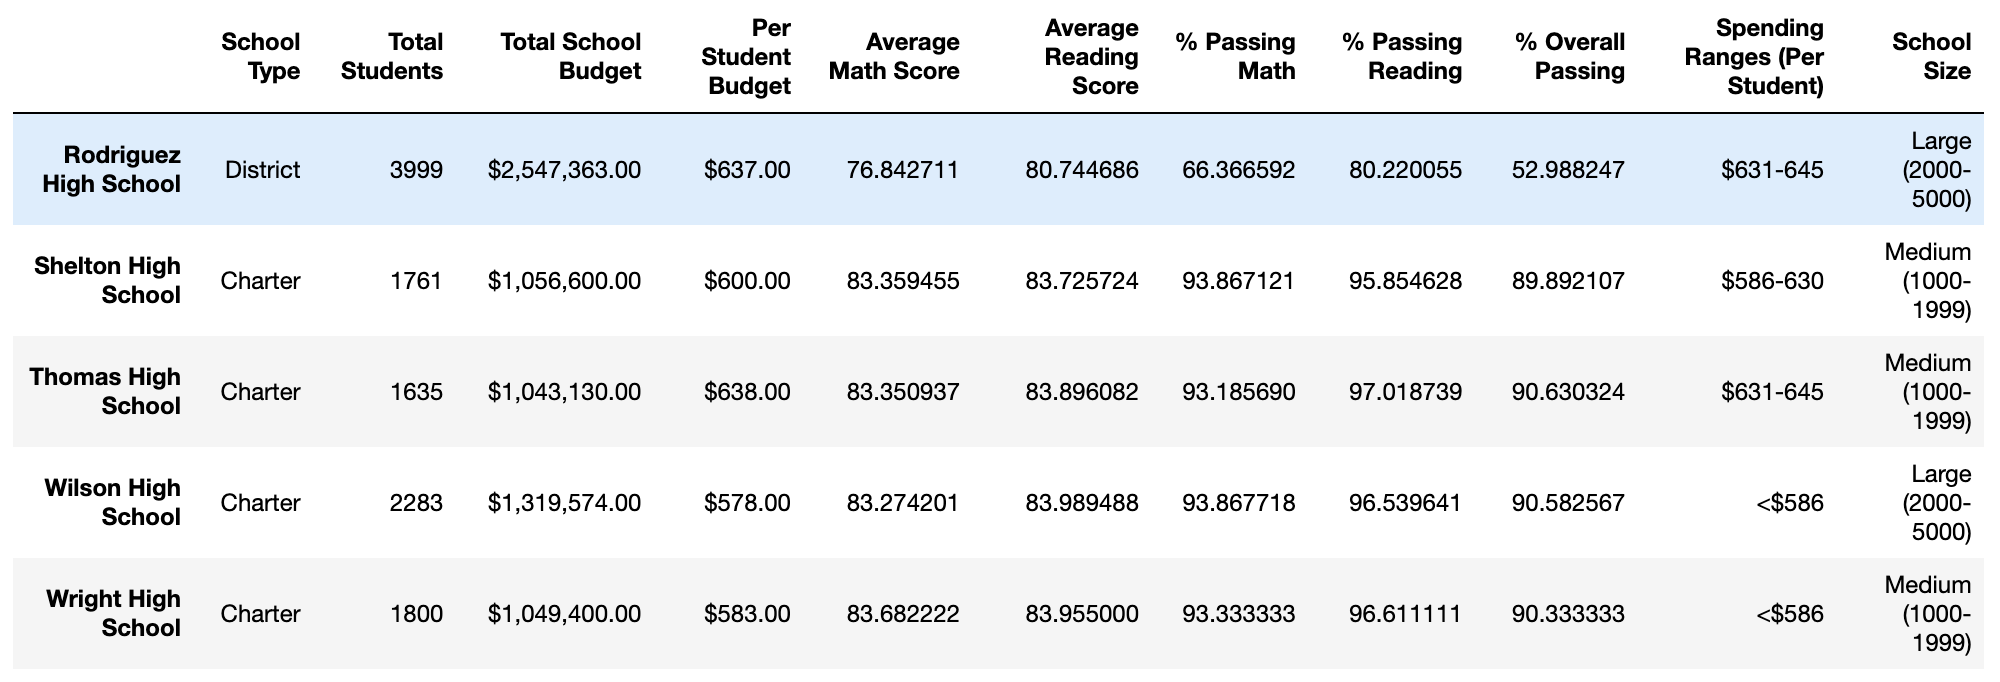 School Type Total Students Total School Budget Per Student Budget Average Math Score Average Reading Score % Passing Math % Passing Reading % Overall Passing Spending Ranges (Per Student) School Size
Rodriguez High School District 3999 $2,547,363.00 $637.00 76.842711 80.744686 66.366592 80.220055 52.988247 $631-645 Large (2000-5000)
Shelton High School Charter 1761 $1,056,600.00 $600.00 83.359455 83.725724 93.867121 95.854628 89.892107 $586-630 Medium (1000-1999)
Thomas High School Charter 1635 $1,043,130.00 $638.00 83.350937 83.896082 93.185690 97.018739 90.630324 $631-645 Medium (1000-1999)
Wilson High School Charter 2283 $1,319,574.00 $578.00 83.274201 83.989488 93.867718 96.539641 90.582567 <$586 Large (2000-5000)
Wright High School Charter 1800 $1,049,400.00 $583.00 83.682222 83.955000 93.333333 96.611111 90.333333 <$586 Medium (1000-1999)